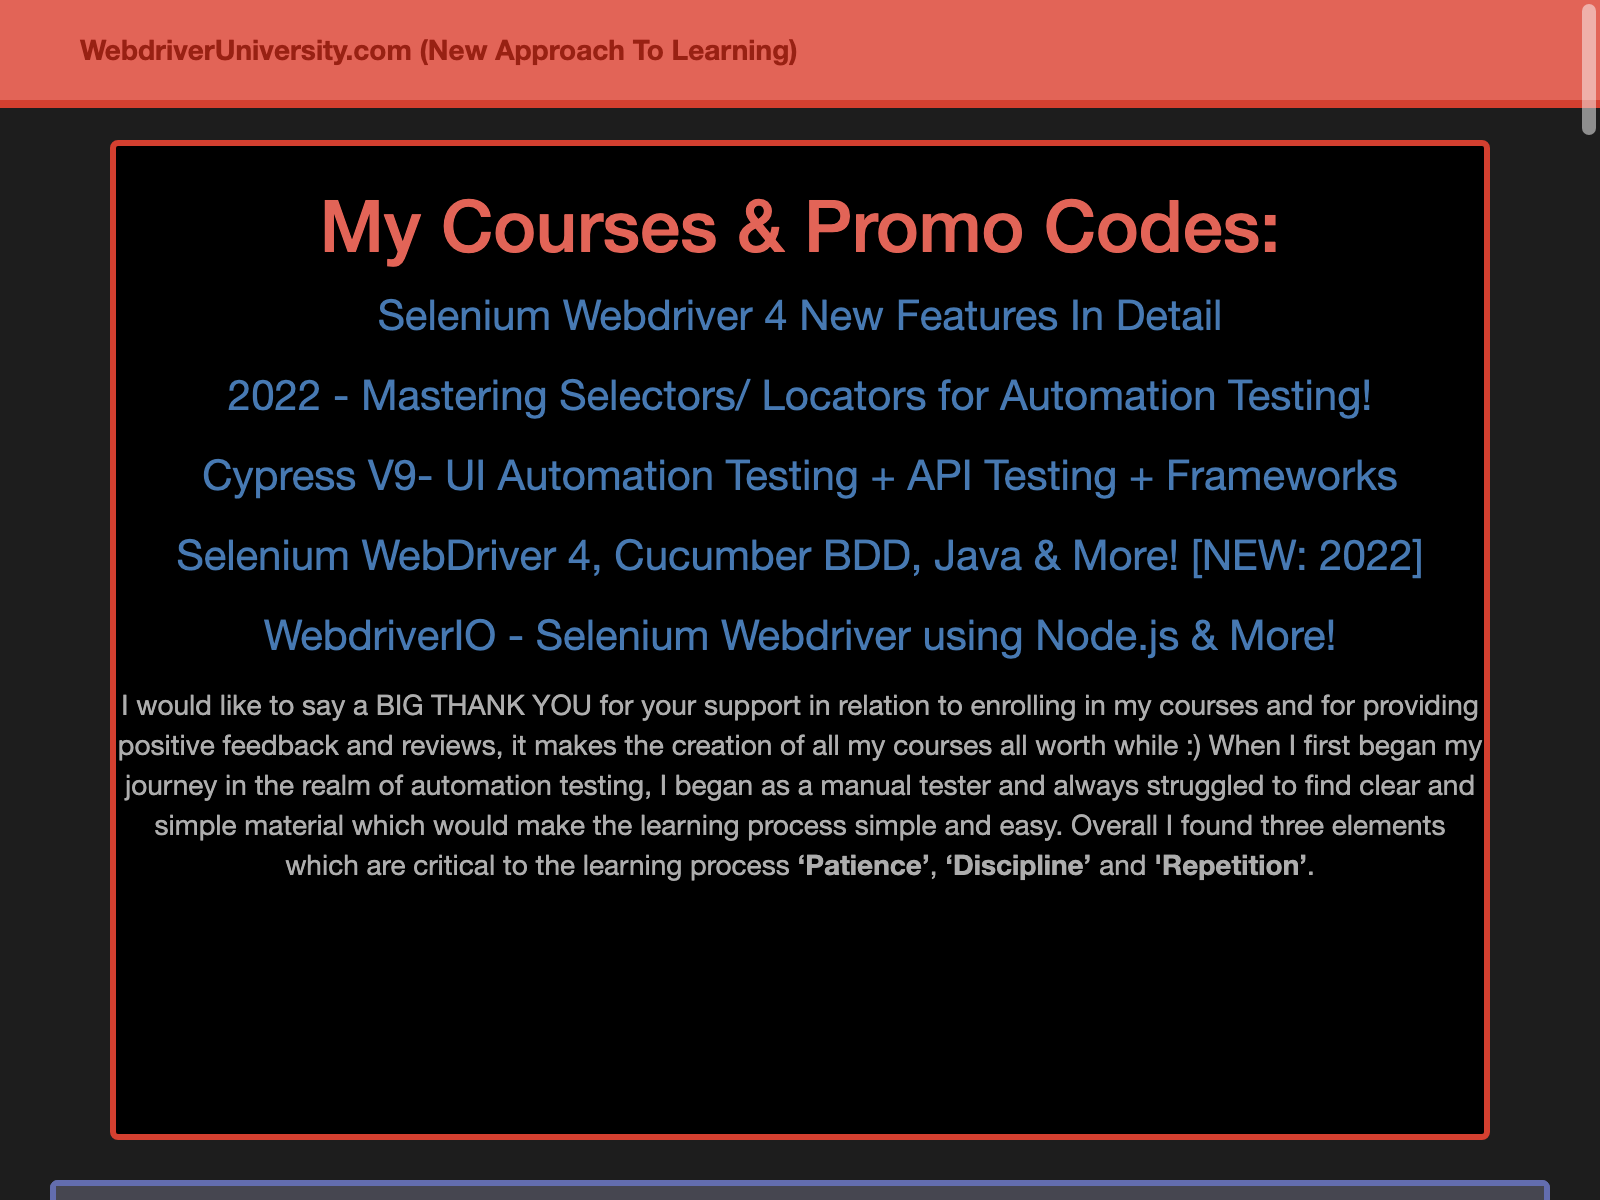 WebdriverUniversity.com (New Approach To Learning)
My Courses & Promo Codes:
Selenium Webdriver 4 New Features In Detail
2022 - Mastering Selectors/ Locators for Automation Testing!
Cypress V9- UI Automation Testing + API Testing + Frameworks
Selenium WebDriver 4, Cucumber BDD, Java & More! [NEW: 2022]
WebdriverIO - Selenium Webdriver using Node.js & More!
I would like to say a BIG THANK YOU for your support in relation to enrolling in my courses and for providing
positive feedback and reviews, it makes the creation of all my courses all worth while :) When I first began my
journey in the realm of automation testing, I began as a manual tester and always struggled to find clear and
simple material which would make the learning process simple and easy. Overall I found three elements
which are critical to the learning process ‘Patience’, ‘Discipline’ and 'Repetition’.